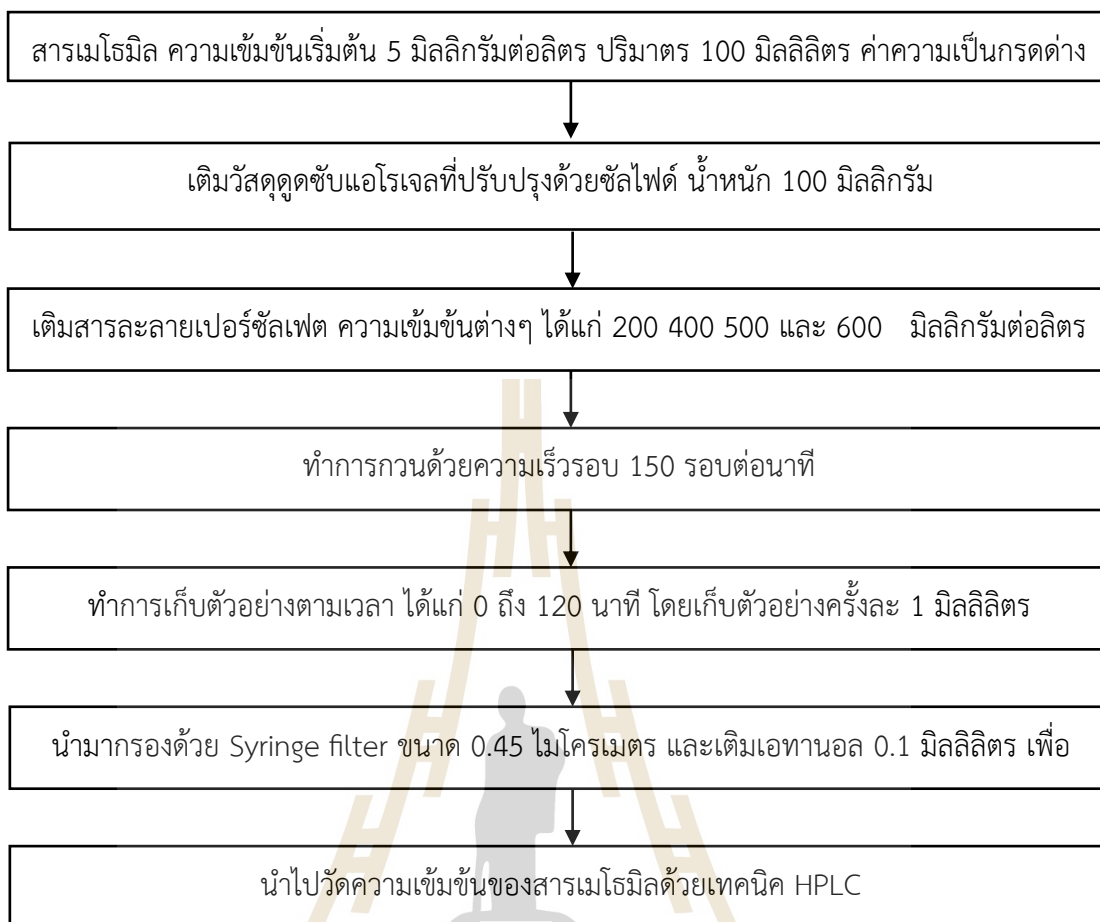 สารเมโธมิล ความเข้มข้นเริ่มต้น 5 มิลลิกรัมต่อลิตร ปริมาตร 100 มิลลิลิตร ค่าความเป็นกรดด่าง
เติมวัสดุดูดซับแอโรเจลที่ปรับปรุงด้วยซัลไฟด์ น้ำหนัก 100 มิลลิกรัม
เติมสารละลายเปอร์ซัลเฟต ความเข้มข้นต่างๆ ได้แก่ 200 400 500 และ 600 มิลลิกรัมต่อลิตร
ทำการกวนด้วยความเร็วรอบ 150 รอบต่อนาที
ทำการเก็บตัวอย่างตามเวลา ได้แก่ 0 ถึง 120 นาที โดยเก็บตัวอย่างครั้งละ 1 มิลลิลิตร
นำมากรองด้วย Syringe filter ขนาด 0.45 ไมโครเมตร และเติมเอทานอล 0.1 มิลลิลิตร เพื่อ
นำไปวัดความเข้มข้นของสารเมโธมิลด้วยเทคนิค HPLC